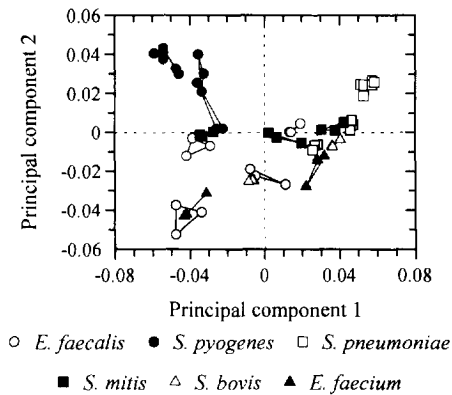 0.06
0.04
0.02
0
-0.02
-0.04
-0.06
Principal component 2
-0.08 -0.04 0 0.04 0.08
Principal component 1
○ E. faecalis ● S. pyogenes □ S. pneumoniae
■ S. mitis △ S. bovis ▲ E. faecium